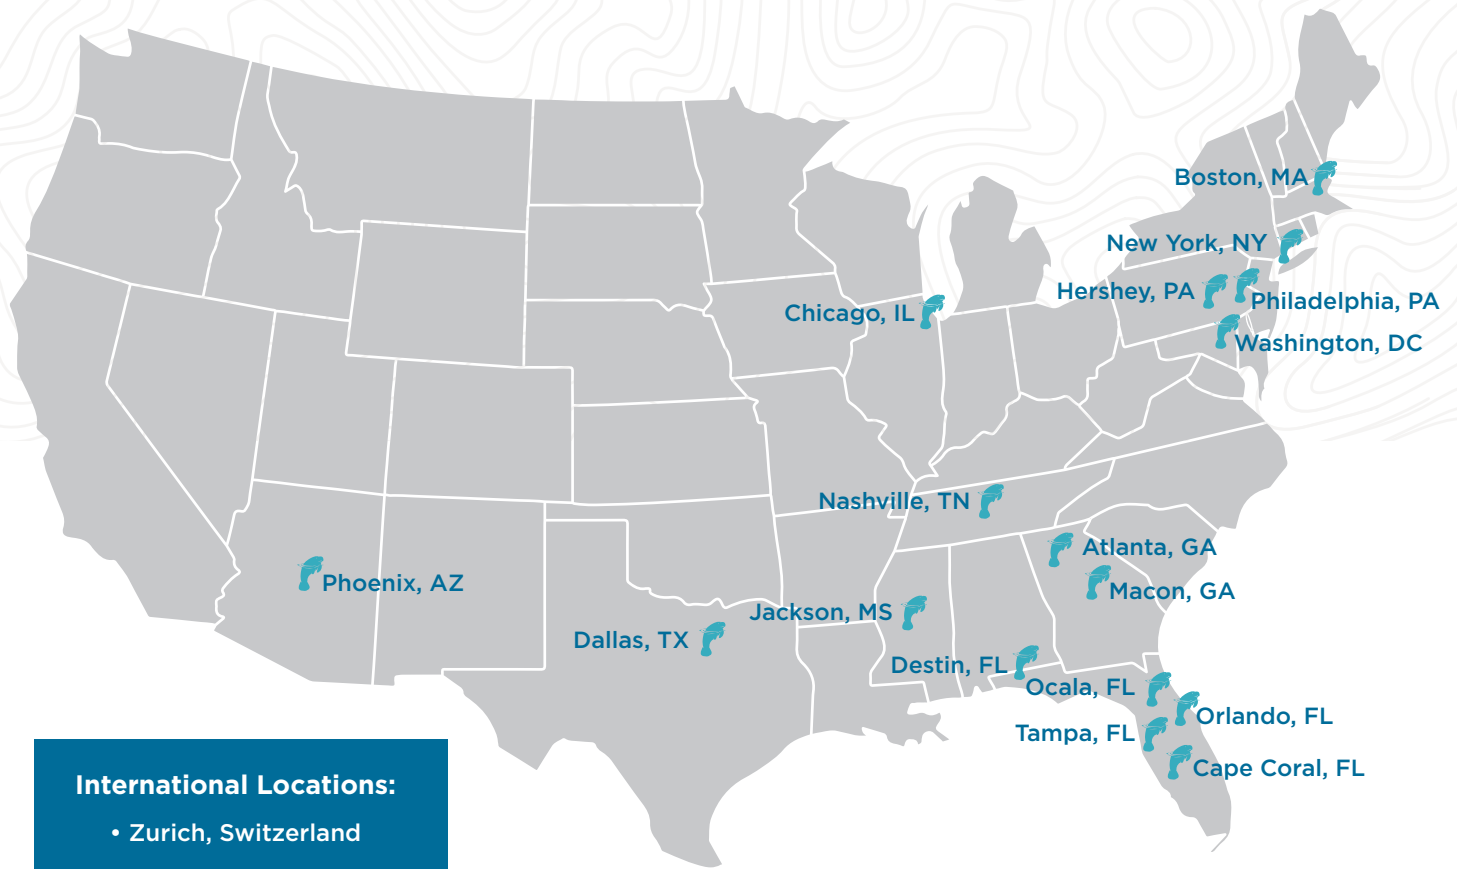 Boston, MA
New York, NY
Hershey, PA
Philadelphia, PA
Chicago, IL
Washington, DC
Nashville, TN
Atlanta, GA
Phoenix, AZ
Macon, GA
Jackson, MS
Dallas, TX
Destin, FL
Ocala, FL
Orlando, FL
Tampa, FL
Cape Coral, FL
International Locations:
• Zurich, Switzerland